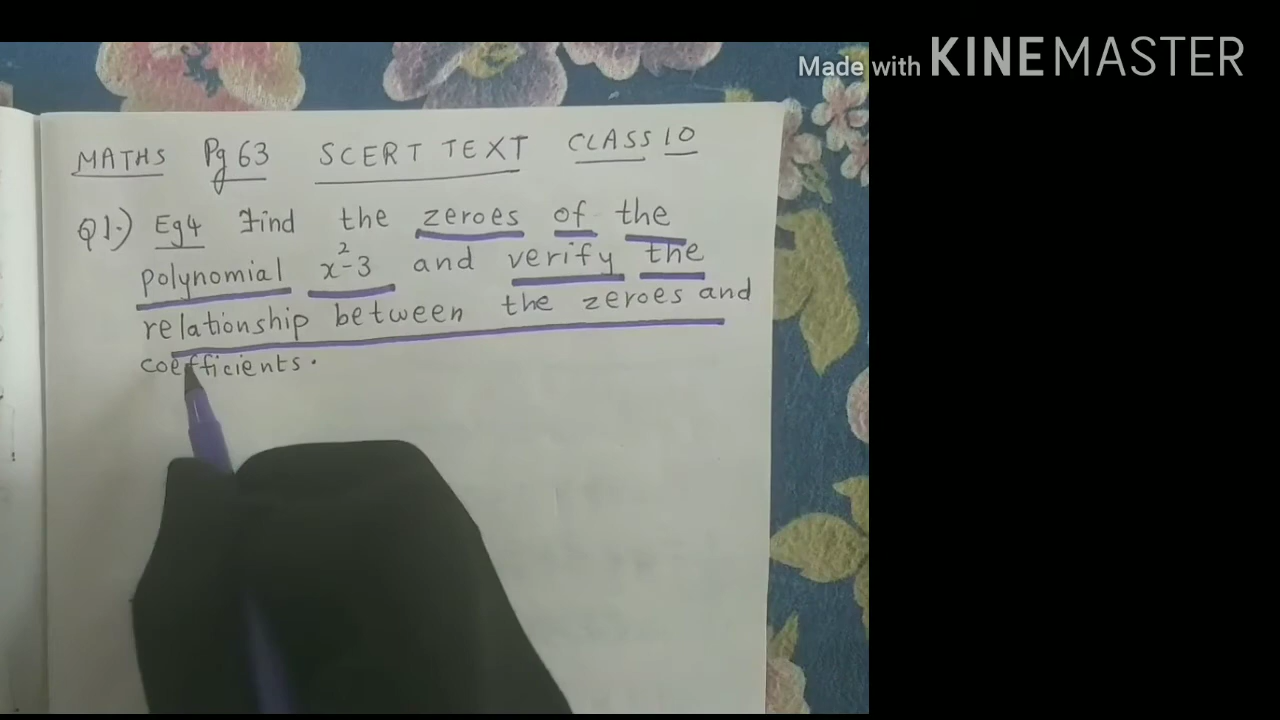 Made with KINEMASTER
MATHS Pg 63 SCERT TEXT CLASS 10
Q1.) Eg4 Find the zeroes of the
polynomial x²-3 and verify the
relationship between the zeroes and
coefficients.